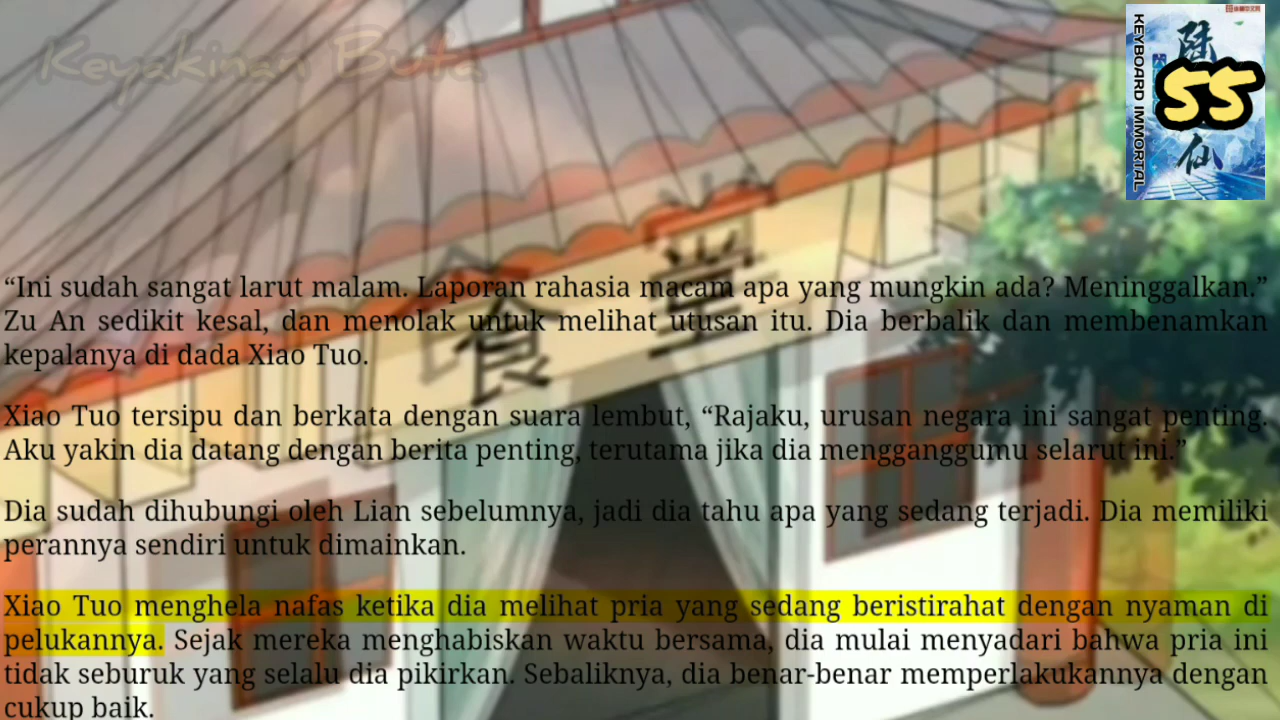 Keyakinan Buta
KEYBOARD IMMORTAL
陆
仙
55
食堂
“Ini sudah sangat larut malam. Laporan rahasia macam apa yang mungkin ada? Meninggalkan.”
Zu An sedikit kesal, dan menolak untuk melihat utusan itu. Dia berbalik dan membenamkan
kepalanya di dada Xiao Tuo.
Xiao Tuo tersipu dan berkata dengan suara lembut, “Rajaku, urusan negara ini sangat penting.
Aku yakin dia datang dengan berita penting, terutama jika dia mengganggumu selarut ini.”
Dia sudah dihubungi oleh Lian sebelumnya, jadi dia tahu apa yang sedang terjadi. Dia memiliki
perannya sendiri untuk dimainkan.
Xiao Tuo menghela nafas ketika dia melihat pria yang sedang beristirahat dengan nyaman di
pelukannya. Sejak mereka menghabiskan waktu bersama, dia mulai menyadari bahwa pria ini
tidak seburuk yang selalu dia pikirkan. Sebaliknya, dia benar-benar memperlakukannya dengan
cukup baik.